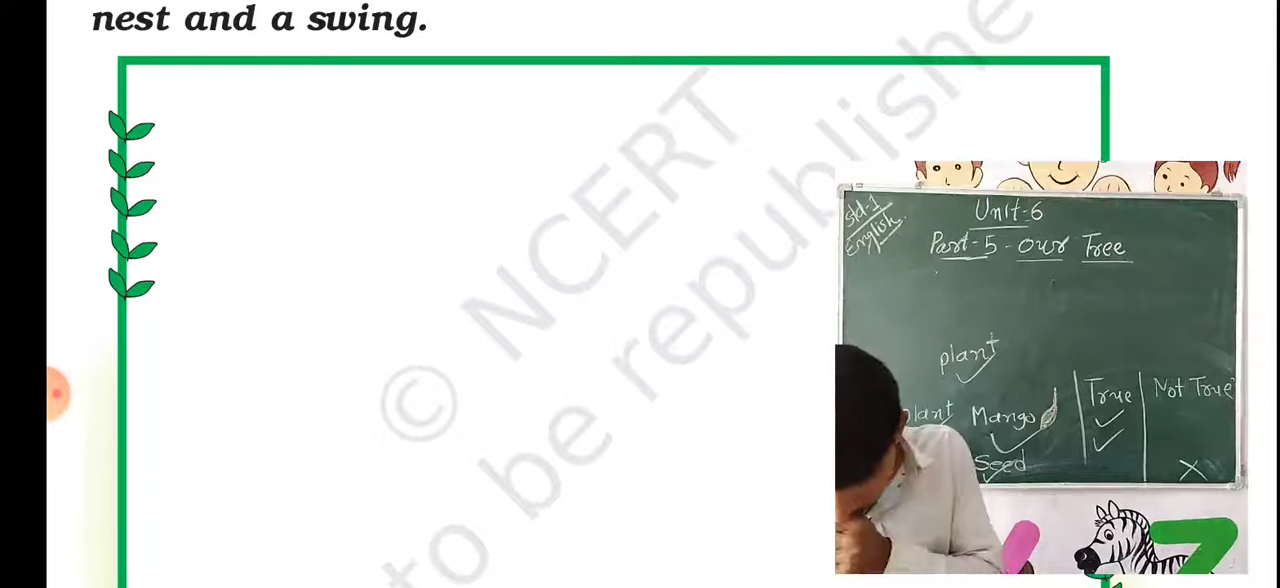 nest and a swing.
© NCERT
to be republishe
Std-1
English
Unit-6
Part-5-Our Tree
plant
lant Mango
True
Not True
Seed